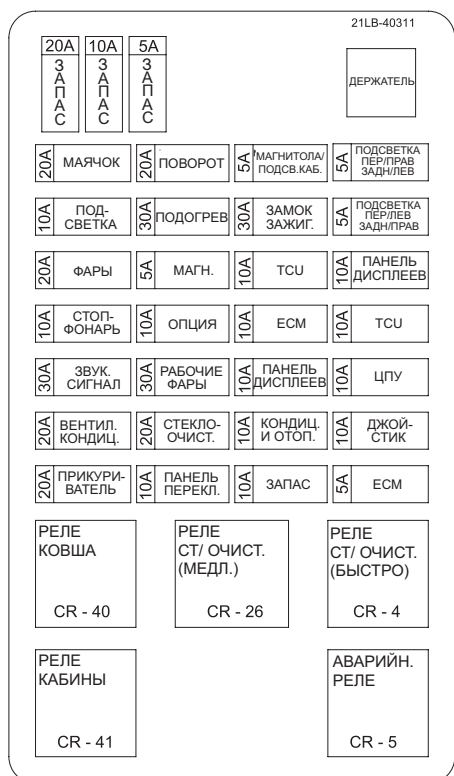 21LB-40311
20A 10A 5A
ЗАПАС ЗАПАС ЗАПАС
ДЕРЖАТЕЛЬ
20A МАЯЧОК
20A ПОВОРОТ
5A МАГНИТОЛА/
ПОДСВ.КАБ.
5A ПОДСВЕТКА
ПЕР/ПРАВ
ЗАДН/ЛЕВ
10A ПОД-
СВЕТКА
30A ПОДОГРЕВ
30A ЗАМОК
ЗАЖИГ.
5A ПОДСВЕТКА
ПЕР/ЛЕВ
ЗАДН/ПРАВ
20A ФАРЫ
5A МАГН.
10A TCU
10A ПАНЕЛЬ
ДИСПЛЕЕВ
10A СТОП-
ФОНАРЬ
10A ОПЦИЯ
10A ECM
10A TCU
30A ЗВУК.
СИГНАЛ
30A РАБОЧИЕ
ФАРЫ
10A ПАНЕЛЬ
ДИСПЛЕЕВ
10A ЦПУ
20A ВЕНТИЛ.
КОНДИЦ.
20A СТЕКЛО-
ОЧИСТ.
10A КОНДИЦ.
И ОТОП.
10A ДЖОЙ-
СТИК
20A ПРИКУРИ-
ВАТЕЛЬ
10A ПАНЕЛЬ
ПЕРЕКЛ.
10A ЗАПАС
5A ECM
РЕЛЕ
КОВША
CR - 40
РЕЛЕ
СТ/ ОЧИСТ.
(МЕДЛ.)
CR - 26
РЕЛЕ
СТ/ ОЧИСТ.
(БЫСТРО)
CR - 4
РЕЛЕ
КАБИНЫ
CR - 41
АВАРИЙН.
РЕЛЕ
CR - 5